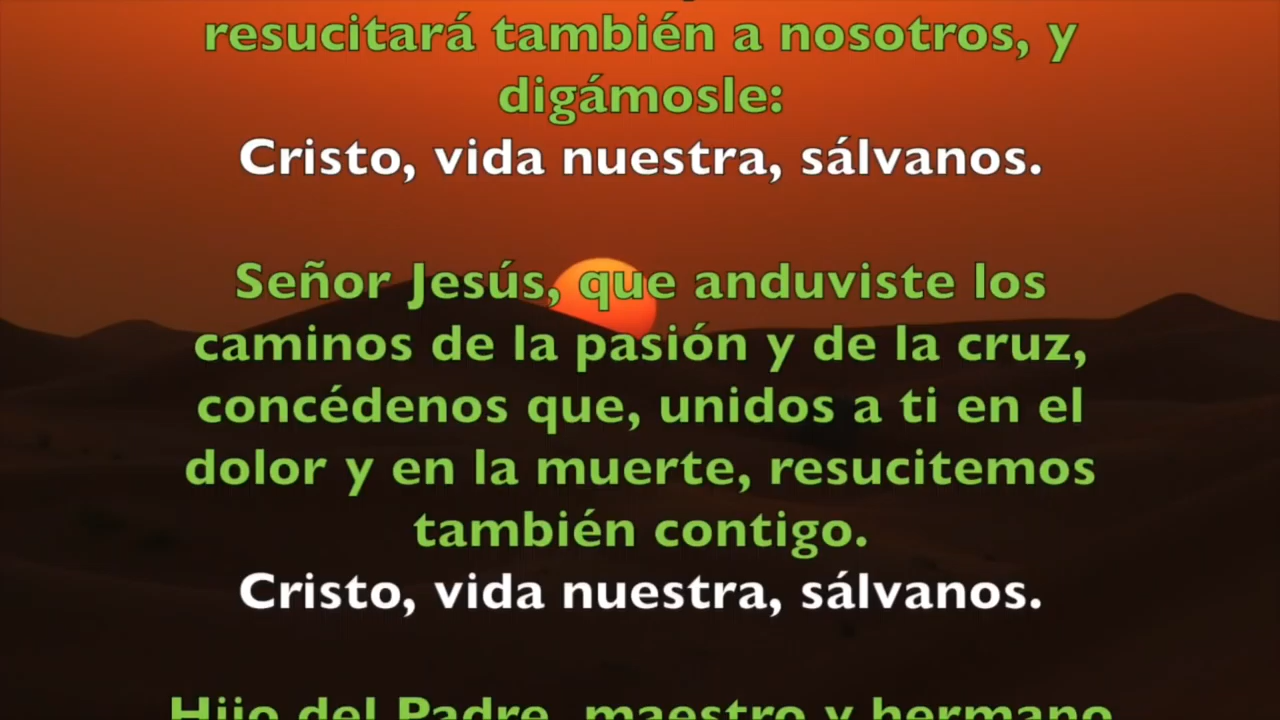 resucitará también a nosotros, y
digámosle:
Cristo, vida nuestra, sálvanos.
Señor Jesús, que anduviste los
caminos de la pasión y de la cruz,
concédenos que, unidos a ti en el
dolor y en la muerte, resucitemos
también contigo.
Cristo, vida nuestra, sálvanos.
Hijo del Padre, maestro y hermano